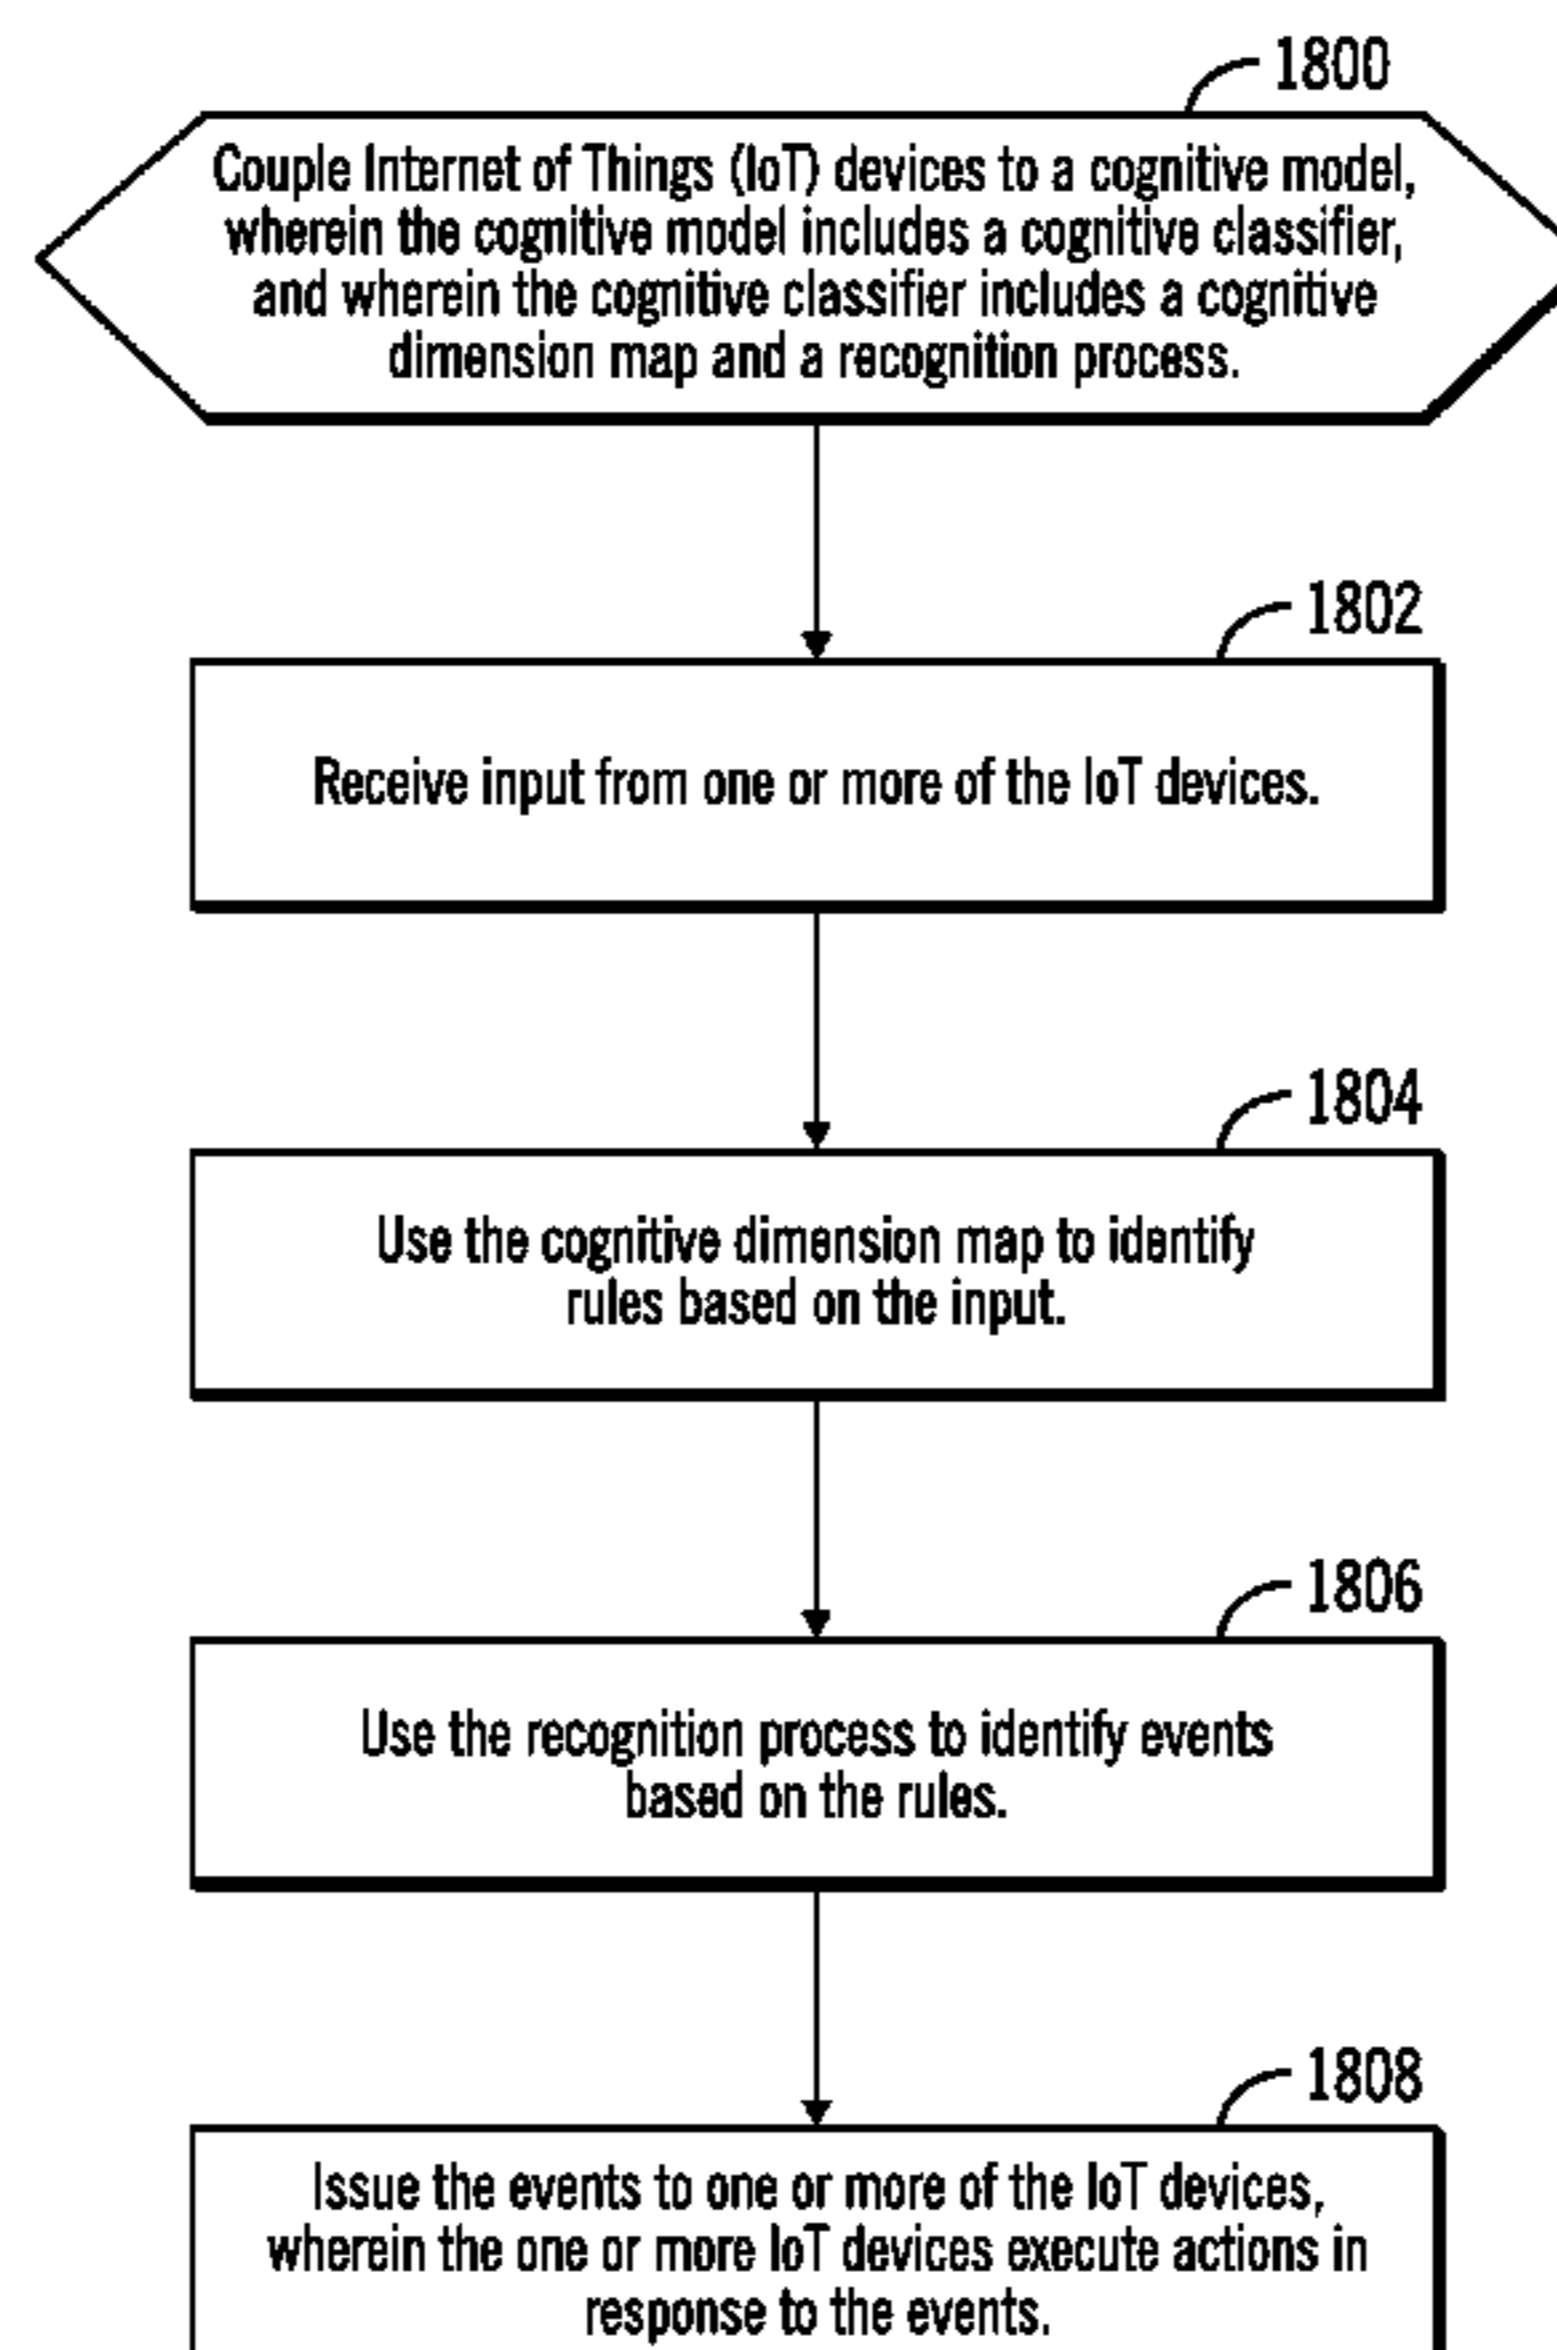 1800
Couple Internet of Things (IoT) devices to a cognitive model,
wherein the cognitive model includes a cognitive classifier,
and wherein the cognitive classifier includes a cognitive
dimension map and a recognition process.
1802
Receive input from one or more of the IoT devices.
1804
Use the cognitive dimension map to identify
rules based on the input.
1806
Use the recognition process to identify events
based on the rules.
1808
Issue the events to one or more of the IoT devices,
wherein the one or more IoT devices execute actions in
response to the events.